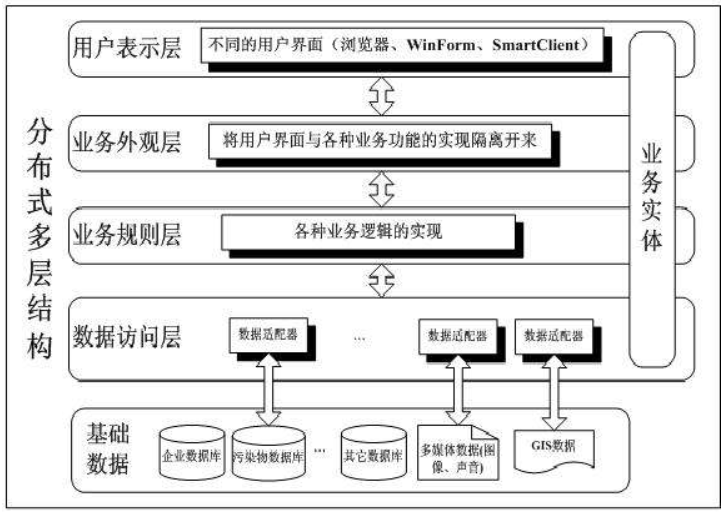 分布式多层结构
用户表示层
不同的用户界面（浏览器、WinForm、SmartClient）
业务外观层
将用户界面与各种业务功能的实现隔离开来
业务规则层
各种业务逻辑的实现
数据访问层
数据适配器
...
数据适配器
数据适配器
业务实体
基础
数据
企业数据库
污染物数据库
...
其它数据库
多媒体数据(图
像、声音)
GIS数据